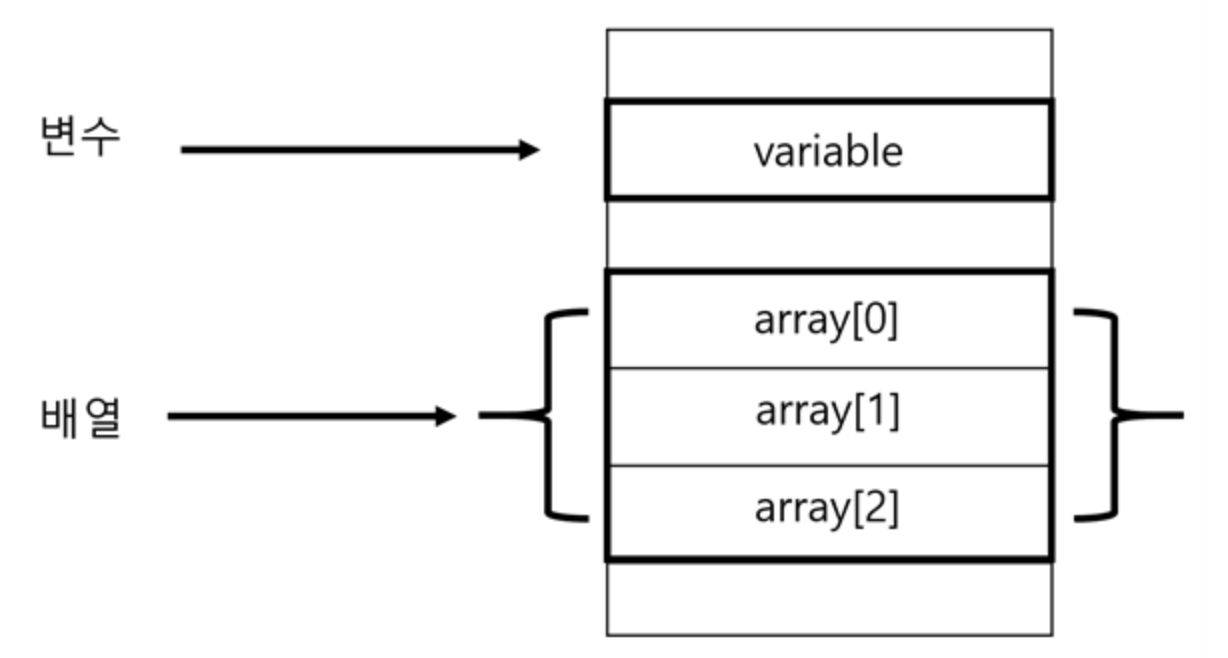 변수
variable
array[0]
array[1]
배열
array[2]